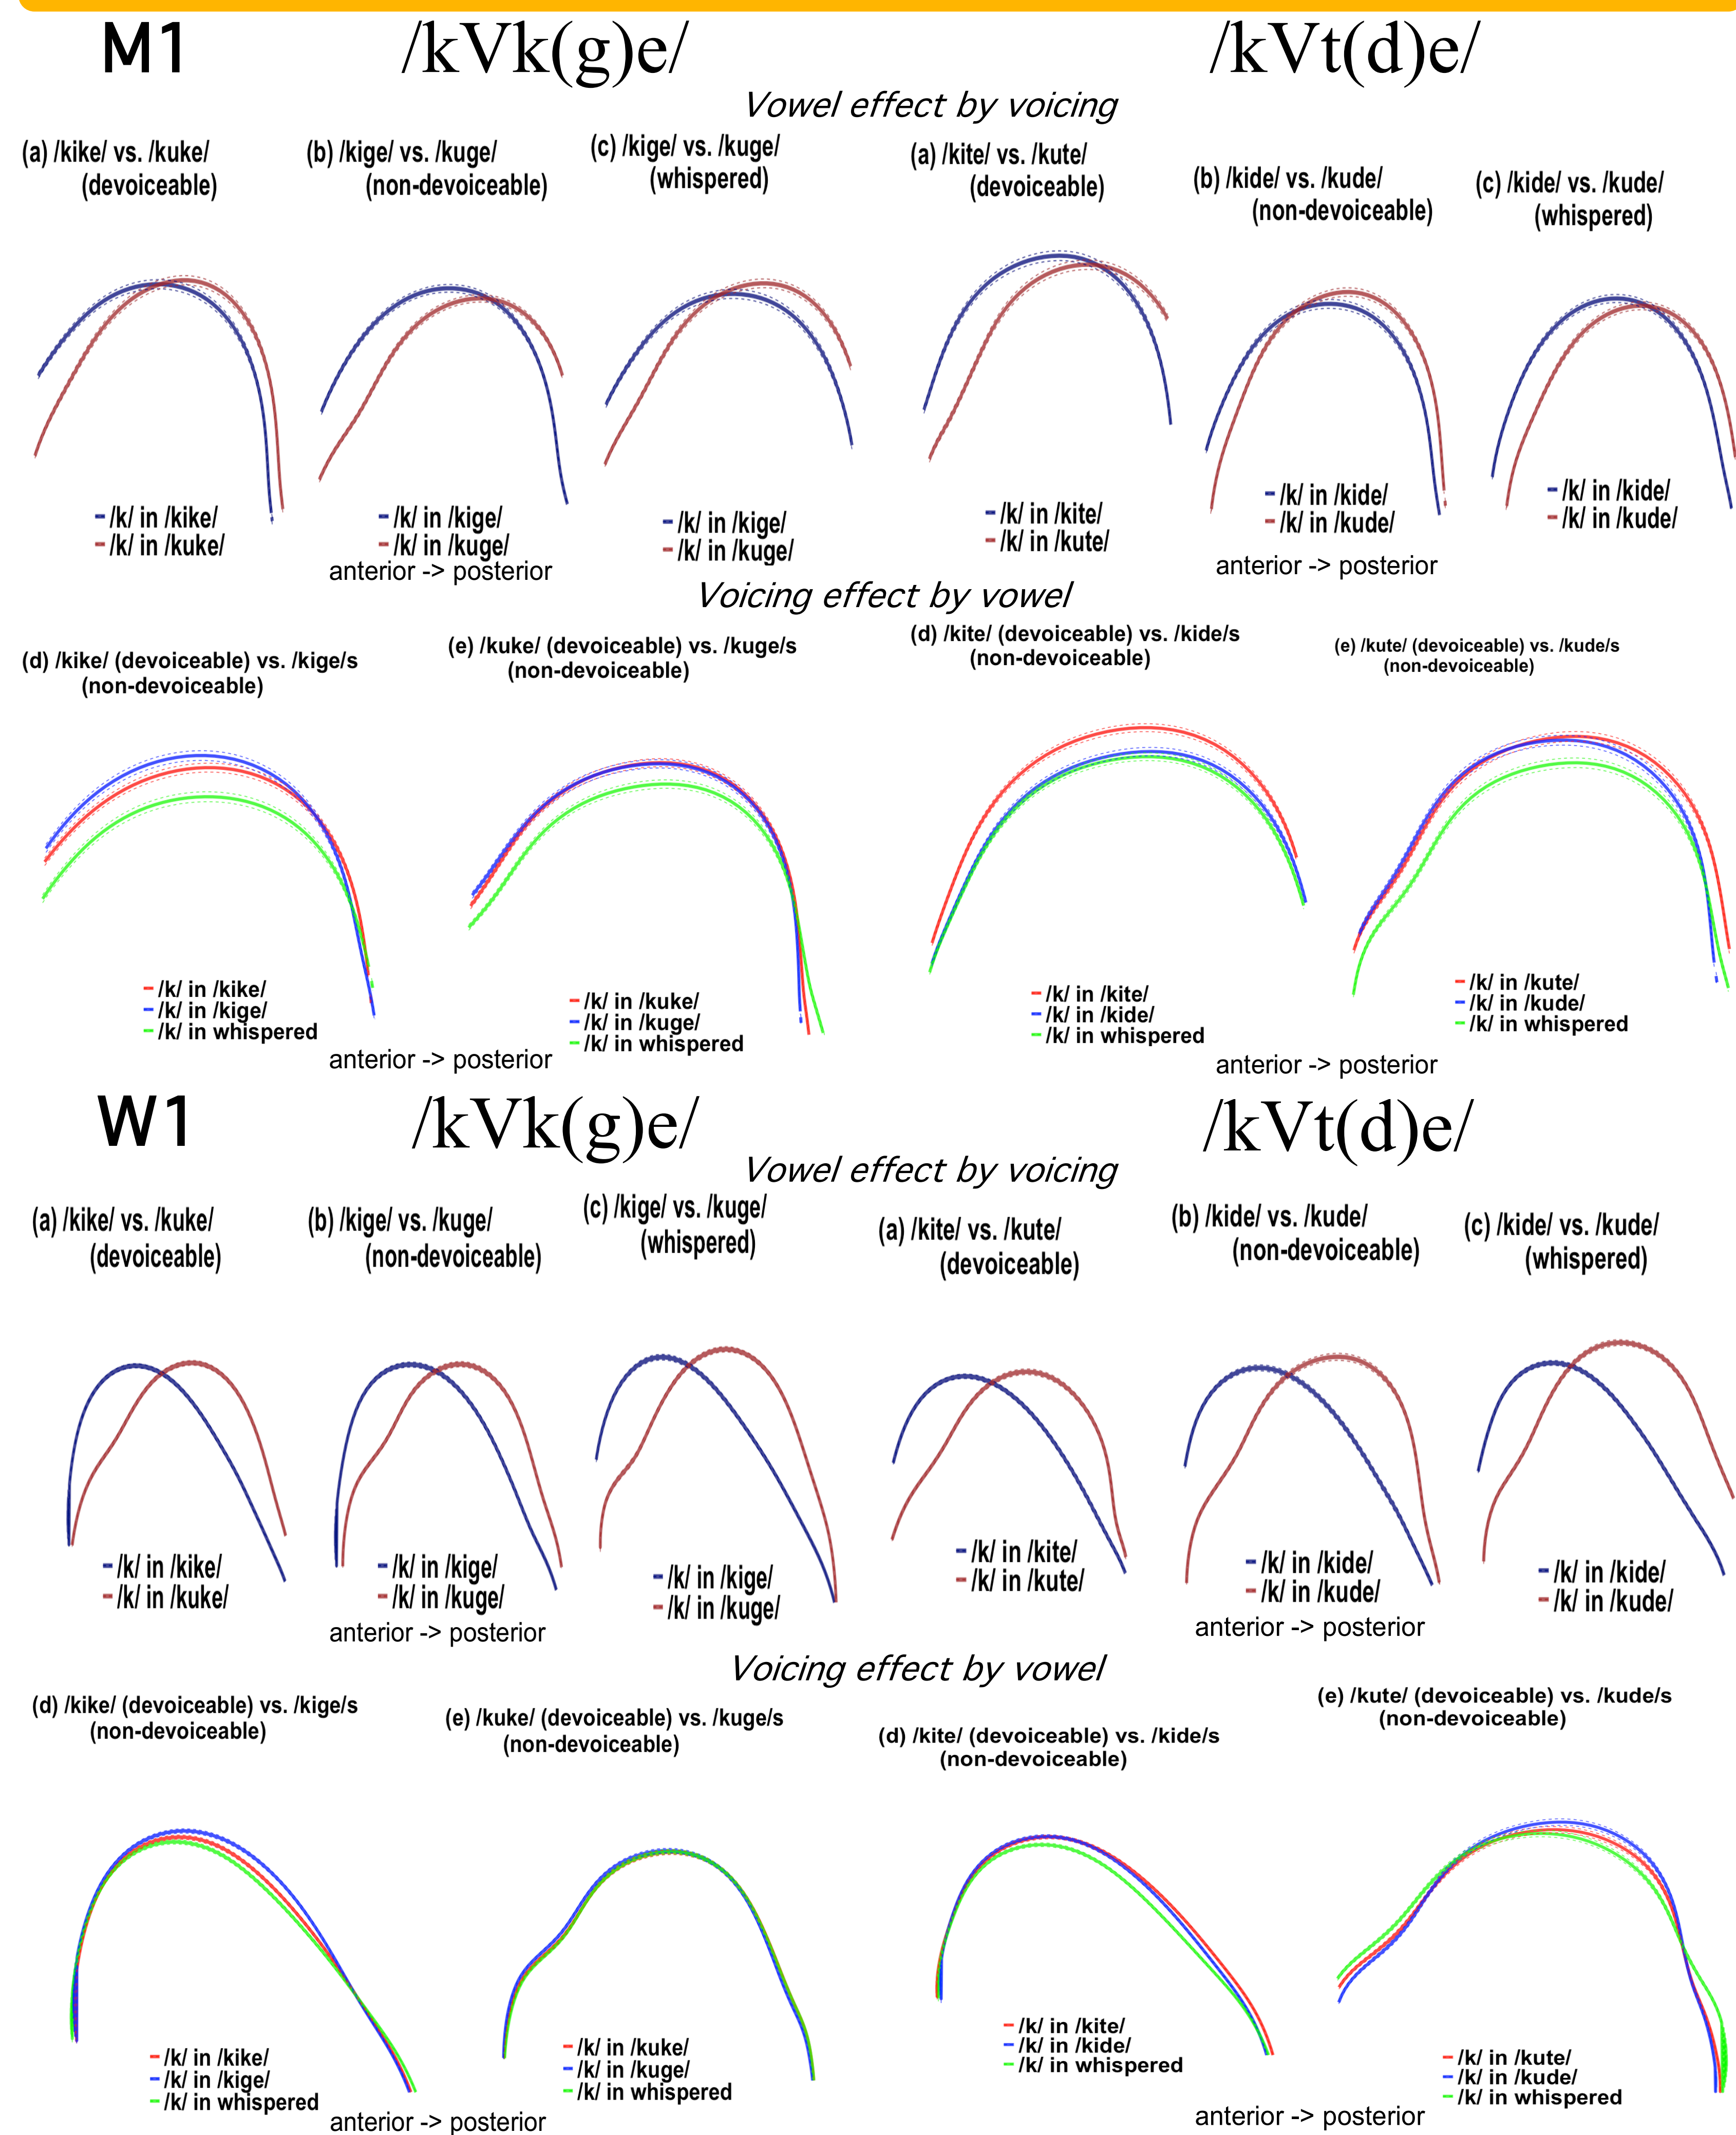 M1
/kVk(g)e/
/kVt(d)e/
Vowel effect by voicing
(a) /kike/ vs. /kuke/
(devoiceable)
(b) /kige/ vs. /kuge/
(non-devoiceable)
(c) /kige/ vs. /kuge/
(whispered)
(a) /kite/ vs. /kute/
(devoiceable)
(b) /kide/ vs. /kude/
(non-devoiceable)
(c) /kide/ vs. /kude/
(whispered)
/k/ in /kike/
/k/ in /kuke/
/k/ in /kige/
/k/ in /kuge/
/k/ in /kige/
/k/ in /kuge/
/k/ in /kite/
/k/ in /kute/
/k/ in /kide/
/k/ in /kude/
/k/ in /kide/
/k/ in /kude/
anterior -> posterior
anterior -> posterior
Voicing effect by vowel
(d) /kike/ (devoiceable) vs. /kige/s
(non-devoiceable)
(e) /kuke/ (devoiceable) vs. /kuge/s
(non-devoiceable)
(d) /kite/ (devoiceable) vs. /kide/s
(non-devoiceable)
(e) /kute/ (devoiceable) vs. /kude/s
(non-devoiceable)
/k/ in /kike/
/k/ in /kige/
/k/ in whispered
/k/ in /kuke/
/k/ in /kuge/
/k/ in whispered
/k/ in /kite/
/k/ in /kide/
/k/ in whispered
/k/ in /kute/
/k/ in /kude/
/k/ in whispered
anterior -> posterior
anterior -> posterior
W1
/kVk(g)e/
/kVt(d)e/
Vowel effect by voicing
(a) /kike/ vs. /kuke/
(devoiceable)
(b) /kige/ vs. /kuge/
(non-devoiceable)
(c) /kige/ vs. /kuge/
(whispered)
(a) /kite/ vs. /kute/
(devoiceable)
(b) /kide/ vs. /kude/
(non-devoiceable)
(c) /kide/ vs. /kude/
(whispered)
/k/ in /kike/
/k/ in /kuke/
/k/ in /kige/
/k/ in /kuge/
/k/ in /kige/
/k/ in /kuge/
/k/ in /kite/
/k/ in /kute/
/k/ in /kide/
/k/ in /kude/
/k/ in /kide/
/k/ in /kude/
anterior -> posterior
anterior -> posterior
Voicing effect by vowel
(d) /kike/ (devoiceable) vs. /kige/s
(non-devoiceable)
(e) /kuke/ (devoiceable) vs. /kuge/s
(non-devoiceable)
(d) /kite/ (devoiceable) vs. /kide/s
(non-devoiceable)
(e) /kute/ (devoiceable) vs. /kude/s
(non-devoiceable)
/k/ in /kike/
/k/ in /kige/
/k/ in whispered
/k/ in /kuke/
/k/ in /kuge/
/k/ in whispered
/k/ in /kite/
/k/ in /kide/
/k/ in whispered
/k/ in /kute/
/k/ in /kude/
/k/ in whispered
anterior -> posterior
anterior -> posterior